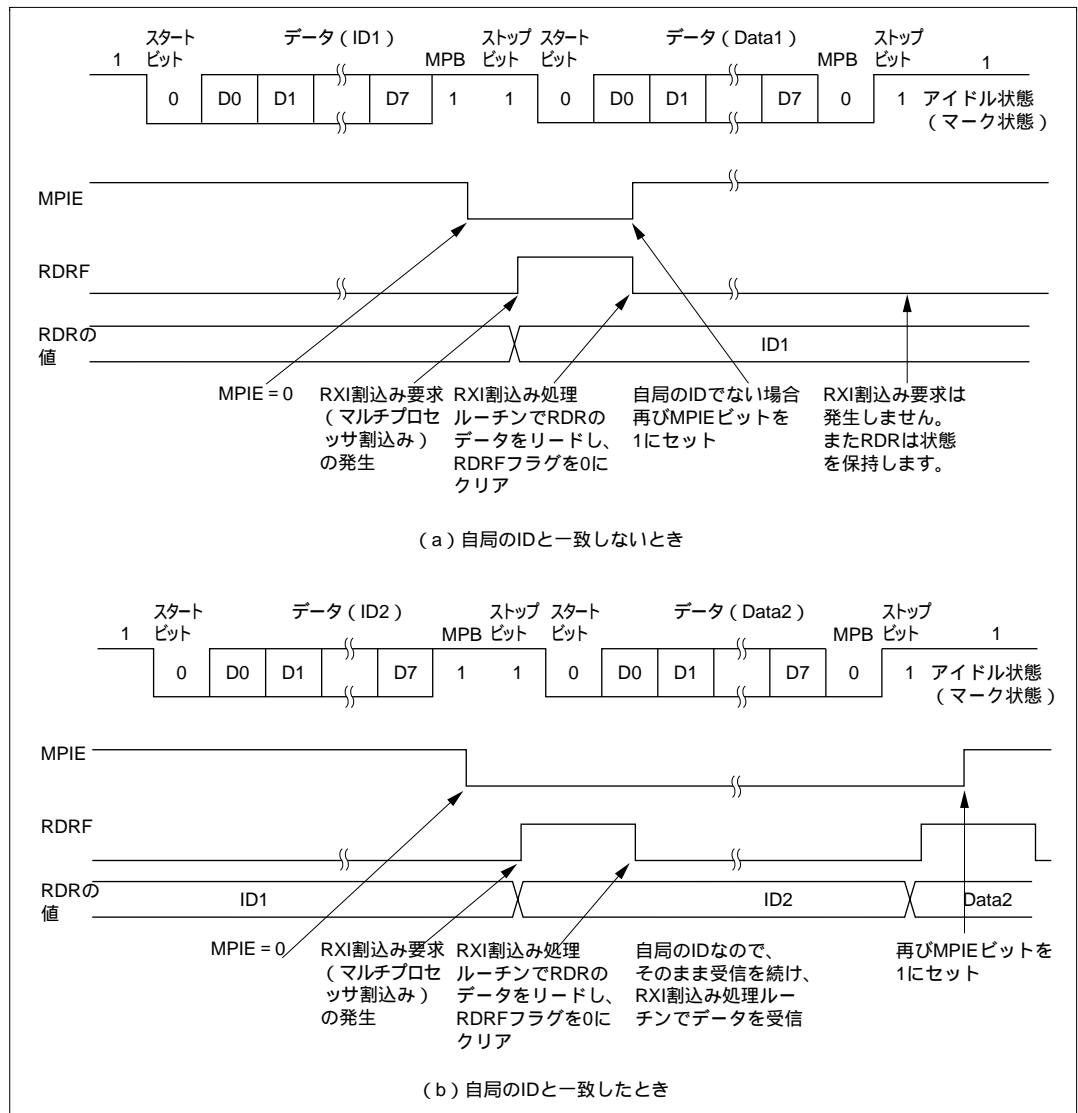 スタート ビット
データ（ID1）
ストップ ビット
スタート ビット
データ（Data1）
ストップ ビット
1 MPB MPB 1
0 D0 D1 D7 1 1 0 D0 D1 D7 0 1 アイドル状態
（マーク状態）
MPIE
RDRF
RDRの
値
ID1
MPIE = 0
RXI割込み要求
（マルチプロセ
ッサ割込み）
の発生
RXI割込み処理
ルーチンでRDRの
データをリードし、
RDRFフラグを0に
クリア
自局のIDでない場合
再びMPIEビットを
1にセット
RXI割込み要求は
発生しません。
またRDRは状態
を保持します。
（a）自局のIDと一致しないとき
スタート ビット
データ（ID2）
ストップ ビット
スタート ビット
データ（Data2）
ストップ ビット
1 MPB MPB 1
0 D0 D1 D7 1 1 0 D0 D1 D7 0 1 アイドル状態
（マーク状態）
MPIE
RDRF
RDRの
値
ID1 ID2 Data2
MPIE = 0
RXI割込み要求
（マルチプロセ
ッサ割込み）
の発生
RXI割込み処理
ルーチンでRDRの
データをリードし、
RDRFフラグを0に
クリア
自局のIDなので、
そのまま受信を続け、
RXI割込み処理ルー
チンでデータを受信
再びMPIEビットを
1にセット
（b）自局のIDと一致したとき